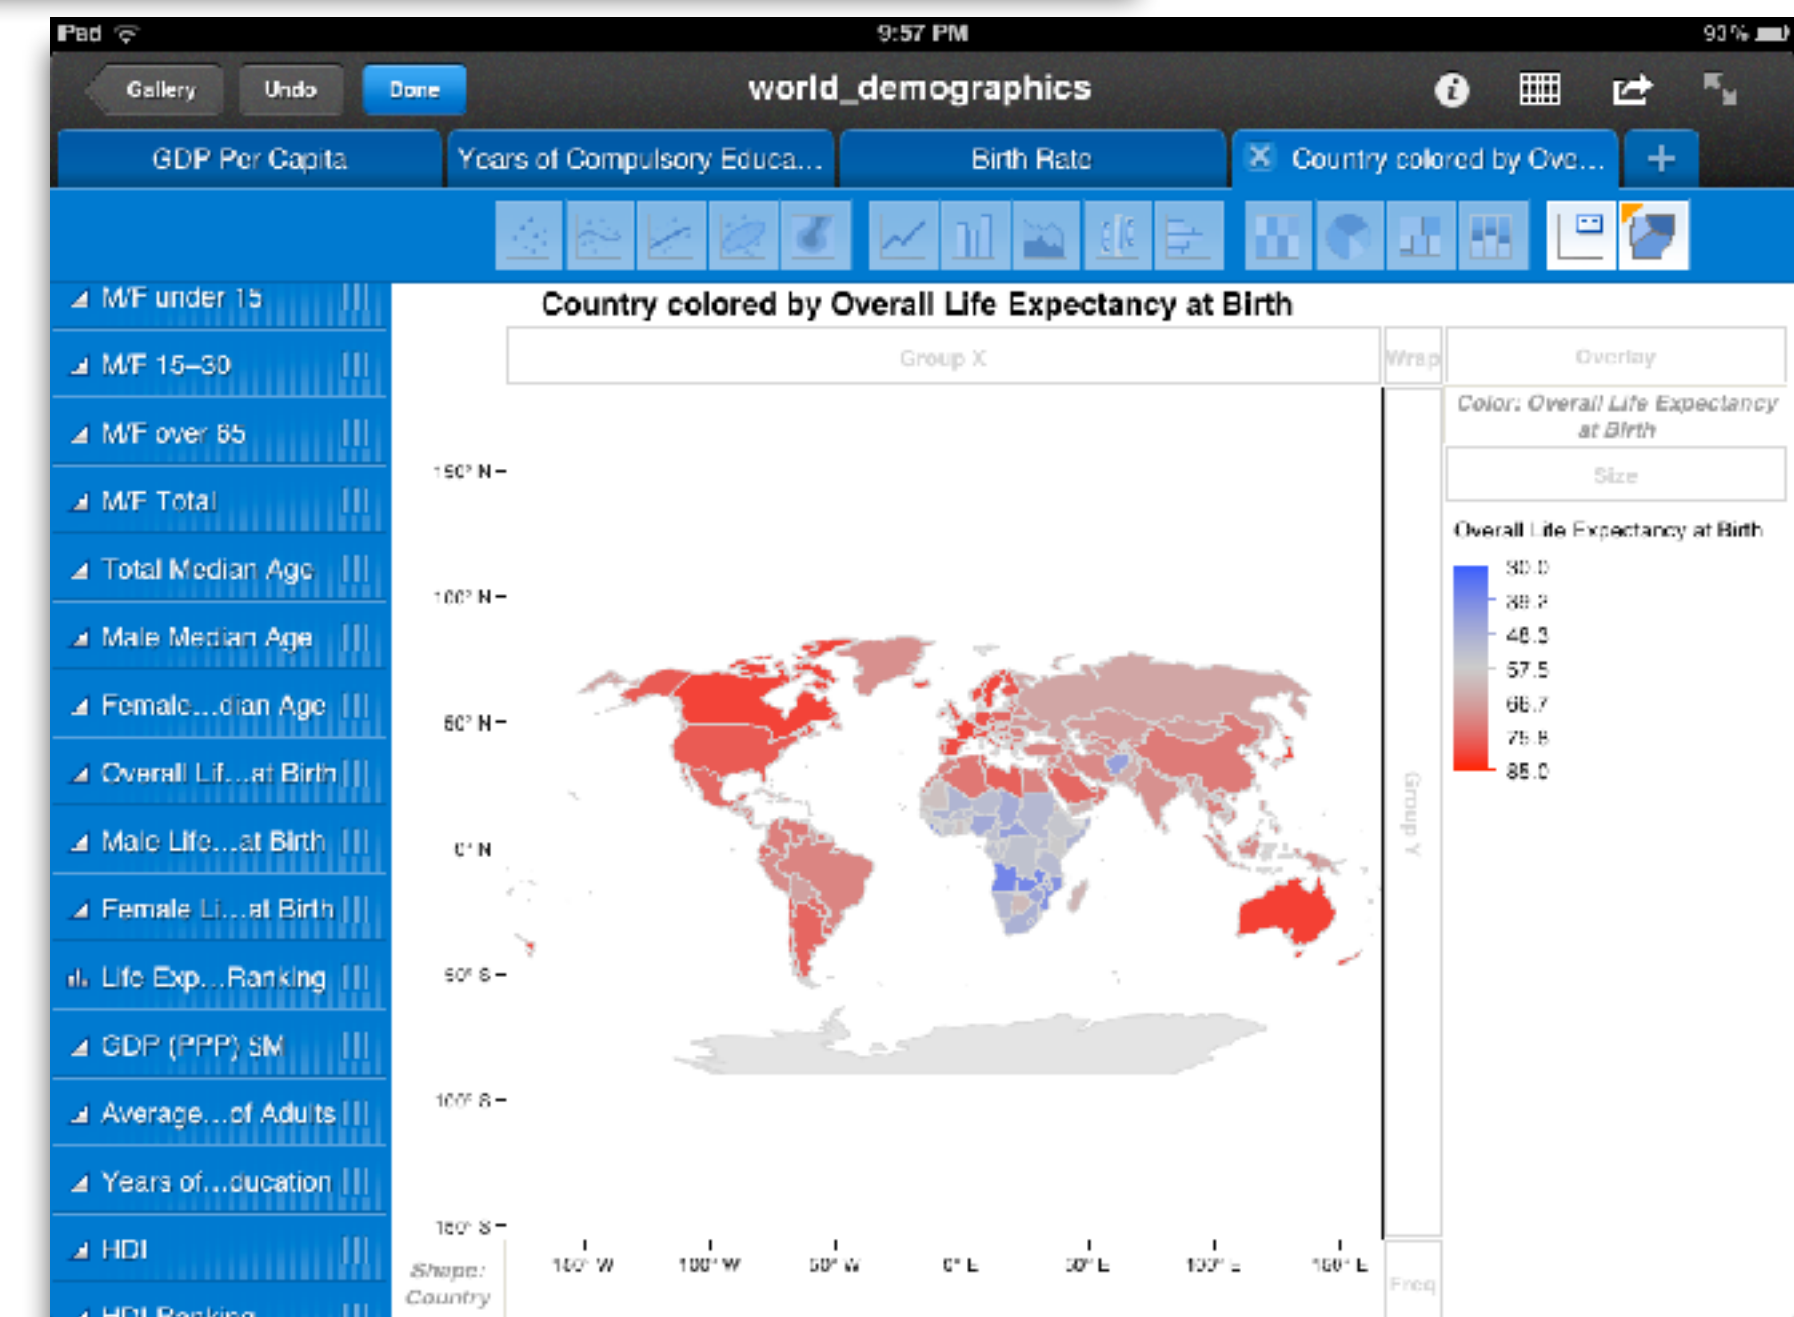 iPad
9:57 PM
93%
Gallery
Undo
Done
world_demographics
GDP Per Capita
Years of Compulsory Educa...
Birth Rate
Country colored by Ove...
+
M/F under 15
M/F 15–30
M/F over 65
M/F Total
Total Median Age
Male Median Age
Female...dian Age
Overall Lif...at Birth
Male Life...at Birth
Female Li...at Birth
Life Exp...Ranking
GDP (PPP) $M
Average...of Adults
Years of...ducation
HDI
HDI Ranking
Country colored by Overall Life Expectancy at Birth
Group X
Wrap
Overlay
Color: Overall Life Expectancy
at Birth
Size
Overall Life Expectancy at Birth
30.0
39.2
48.3
57.5
66.7
75.8
85.0
150° N
100° N
50° N
0° N
50° S
100° S
150° S
Group Y
150° W
100° W
50° W
0° E
50° E
100° E
150° E
Shape:
Country
Freq